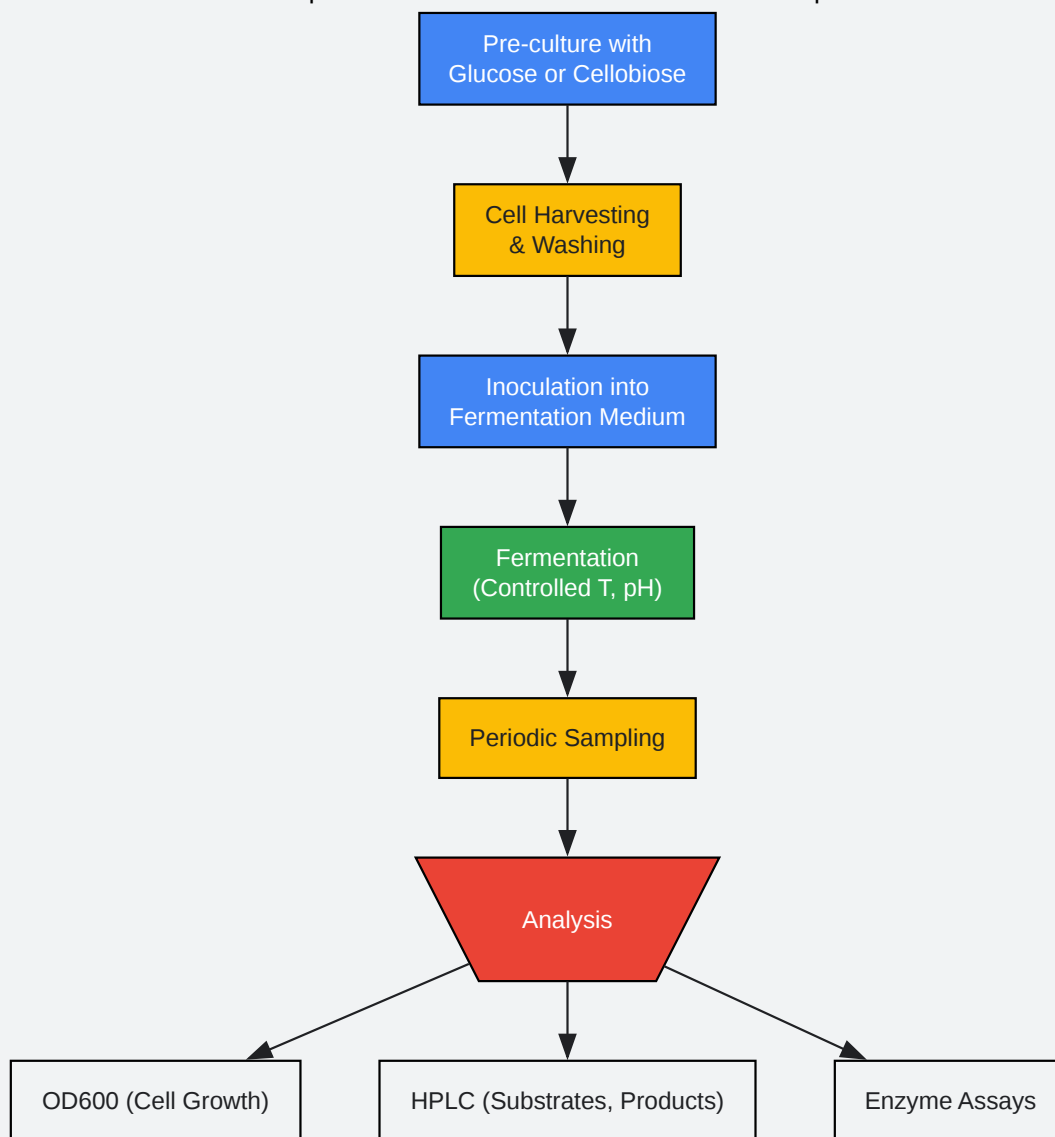 Pre-culture with
Glucose or Cellobiose
Cell Harvesting
& Washing
Inoculation into
Fermentation Medium
Fermentation
(Controlled T, pH)
Periodic Sampling
Analysis
OD600 (Cell Growth)
HPLC (Substrates, Products)
Enzyme Assays